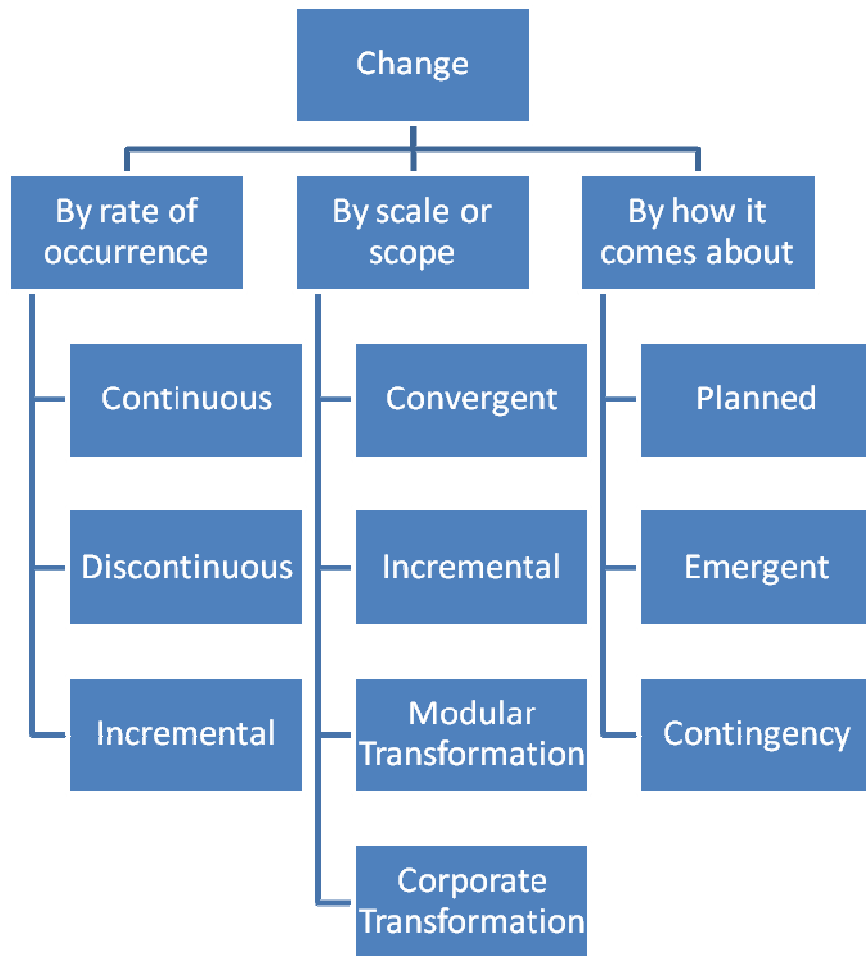 Change
By rate of
occurrence
By scale or
scope
By how it
comes about
Continuous
Discontinuous
Incremental
Convergent
Incremental
Modular
Transformation
Corporate
Transformation
Planned
Emergent
Contingency